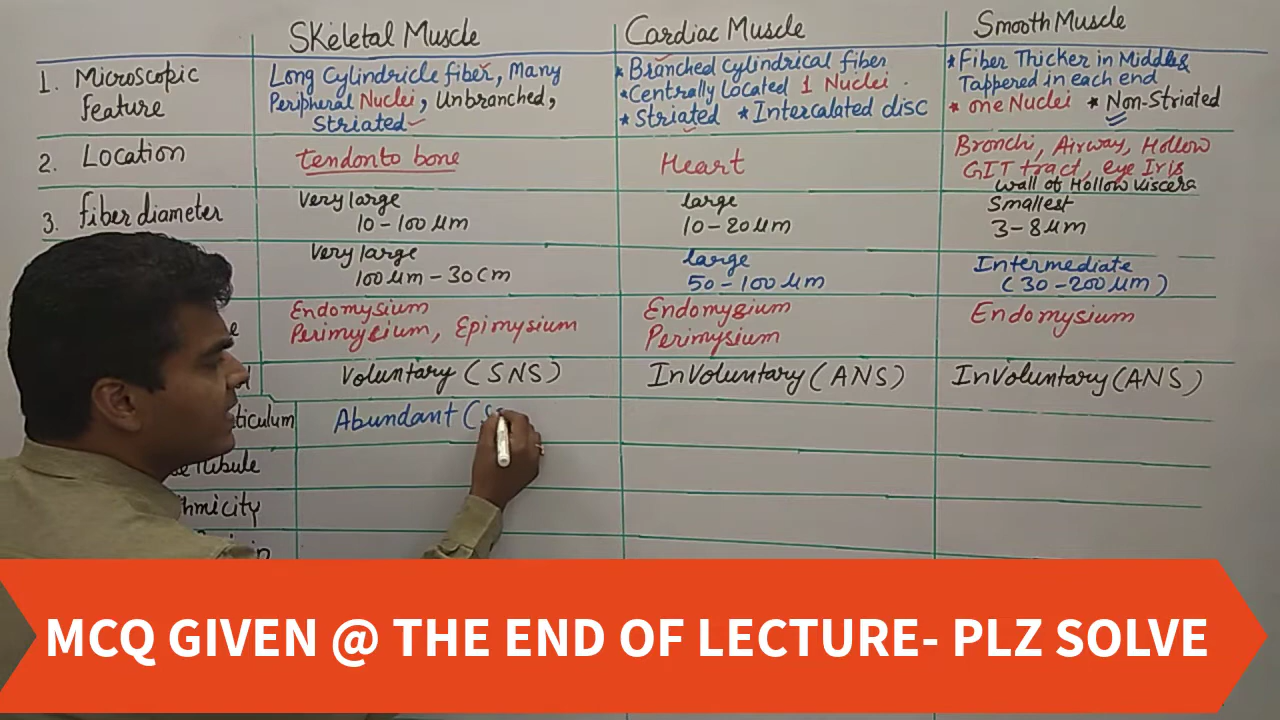 Skeletal Muscle
Cardiac Muscle
Smooth Muscle
1. Microscopic
Feature
Long Cylindricle fiber, Many
Peripheral Nuclei, Unbranched,
Striated
* Branched Cylindrical fiber
* Centrally Located 1 Nuclei
* Striated * Intercalated disc
* Fiber Thicker in Middle &
Tappered in each end
* one Nuclei * Non-Striated
2. Location
tendon to bone
Heart
Bronchi, Airway, Hollow
GIT tract, eye Iris
Wall of Hollow viscera
3. fiber diameter
Very large
10-100 μm
large
10-20 μm
Smallest
3-8 μm
Very large
100 μm - 30 cm
large
50-100 μm
Intermediate
(30-200 μm)
Endomysium
Perimysium, Epimysium
Endomysium
Perimysium
Endomysium
Voluntary (SNS)
InVoluntary (ANS)
InVoluntary (ANS)
ticulum
Abundant (S
Tubule
hmicity
MCQ GIVEN @ THE END OF LECTURE- PLZ SOLVE